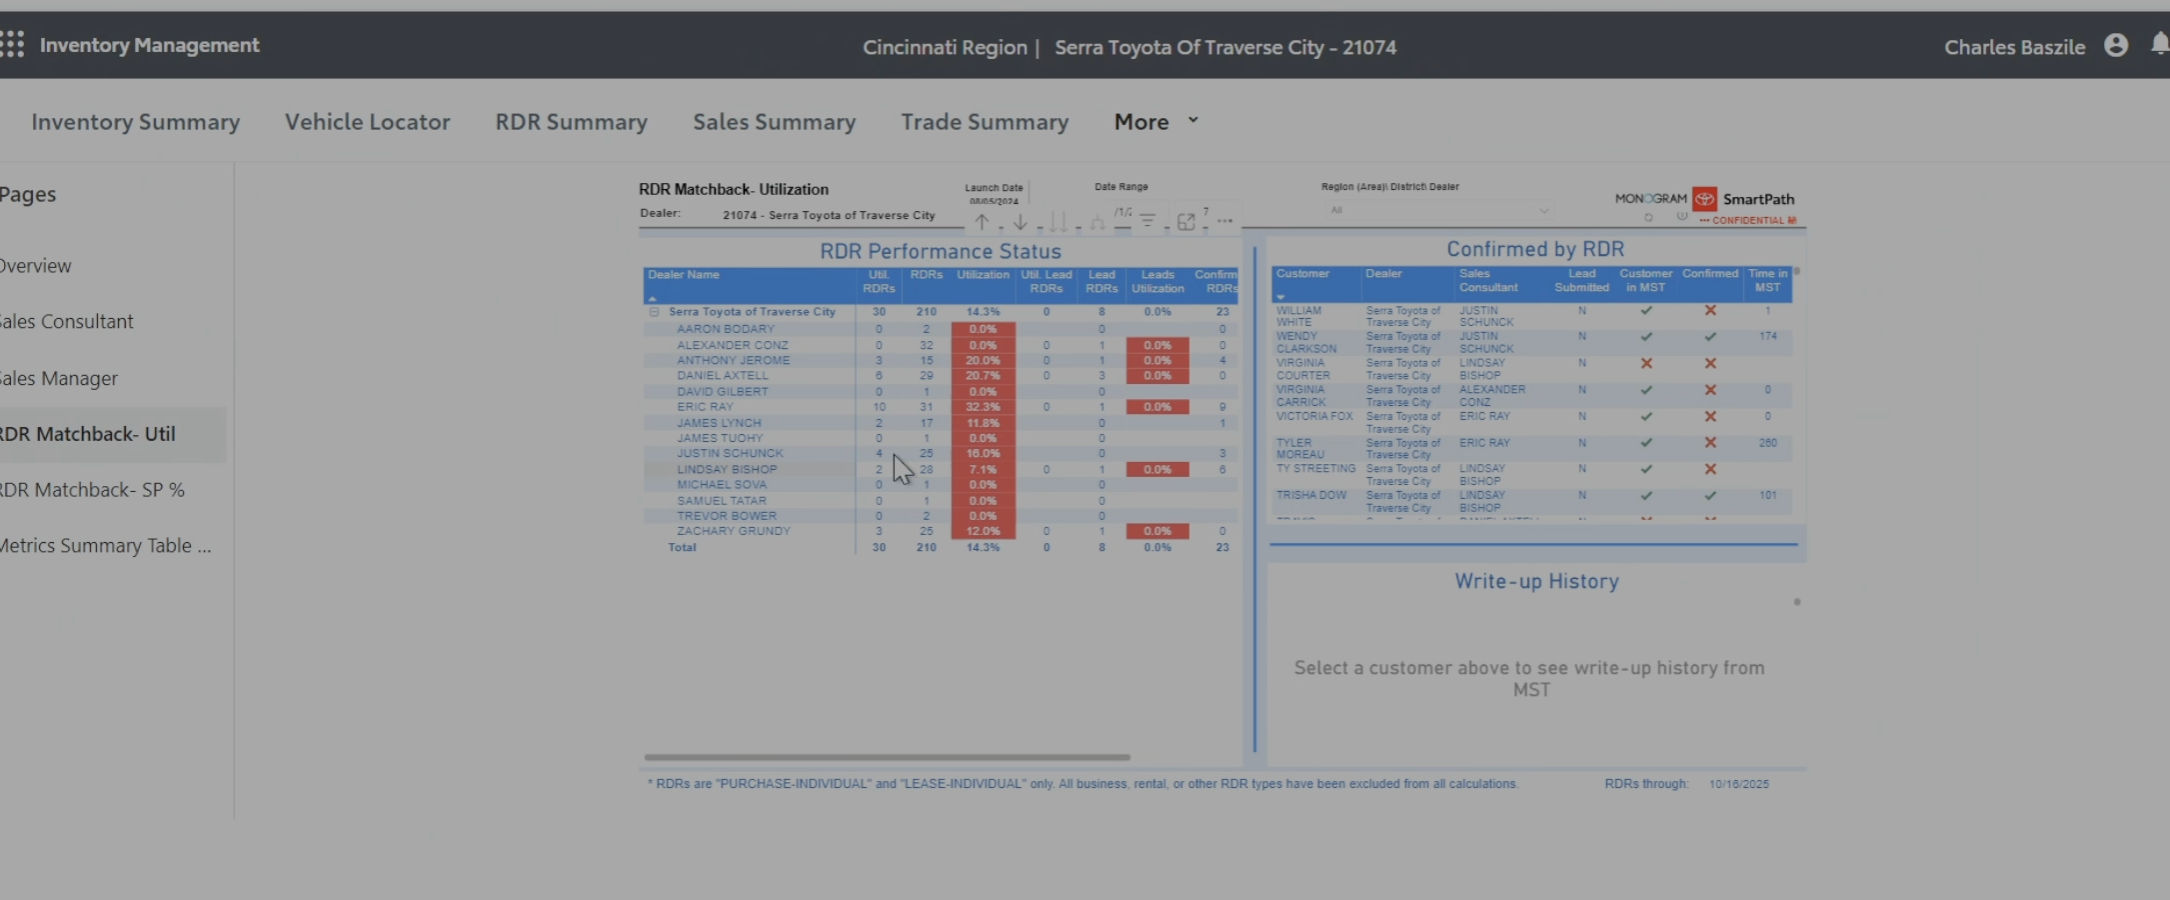 Inventory Management
Cincinnati Region | Serra Toyota Of Traverse City - 21074
Charles Baszile
Inventory Summary Vehicle Locator RDR Summary Sales Summary Trade Summary More
Pages
Overview
Sales Consultant
Sales Manager
RDR Matchback- Util
RDR Matchback- SP %
Metrics Summary Table ...
RDR Matchback- Utilization
Dealer: 21074 - Serra Toyota of Traverse City
Launch Date
08/05/2024
Date Range
Region (Area)\ District\ Dealer
All
MONOGRAM SmartPath
CONFIDENTIAL
RDR Performance Status
Dealer Name Util. RDRs RDRs Utilization Util. Lead RDRs Lead RDRs Leads Utilization Confirm RDRs
Serra Toyota of Traverse City 30 210 14.3% 0 8 0.0% 23
AARON BODARY 0 2 0.0% 0 0
ALEXANDER CONZ 0 32 0.0% 0 1 0.0% 0
ANTHONY JEROME 3 15 20.0% 0 1 0.0% 4
DANIEL AXTELL 6 29 20.7% 0 3 0.0% 0
DAVID GILBERT 0 1 0.0% 0 0
ERIC RAY 10 31 32.3% 0 1 0.0% 9
JAMES LYNCH 2 17 11.8% 0 1
JAMES TUOHY 0 1 0.0% 0
JUSTIN SCHUNCK 4 25 16.0% 0 3
LINDSAY BISHOP 2 28 7.1% 0 1 0.0% 6
MICHAEL SOVA 0 1 0.0% 0
SAMUEL TATAR 0 1 0.0% 0
TREVOR BOWER 0 2 0.0% 0
ZACHARY GRUNDY 3 25 12.0% 0 1 0.0% 0
Total 30 210 14.3% 0 8 0.0% 23
Confirmed by RDR
Customer Dealer Sales Consultant Lead Submitted Customer in MST Confirmed Time in MST
WILLIAM WHITE Serra Toyota of Traverse City JUSTIN SCHUNCK N 1
WENDY CLARKSON Serra Toyota of Traverse City JUSTIN SCHUNCK N 174
VIRGINIA COURTER Serra Toyota of Traverse City LINDSAY BISHOP N
VIRGINIA CARRICK Serra Toyota of Traverse City ALEXANDER CONZ N 0
VICTORIA FOX Serra Toyota of Traverse City ERIC RAY N 0
TYLER MOREAU Serra Toyota of Traverse City ERIC RAY N 260
TY STREETING Serra Toyota of Traverse City LINDSAY BISHOP N
TRISHA DOW Serra Toyota of Traverse City LINDSAY BISHOP N 101
Write-up History
Select a customer above to see write-up history from
MST
* RDRs are "PURCHASE-INDIVIDUAL" and "LEASE-INDIVIDUAL" only. All business, rental, or other RDR types have been excluded from all calculations.
RDRs through: 10/16/2025